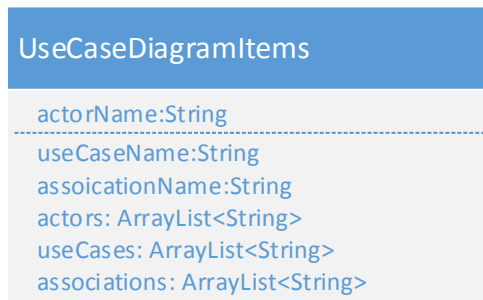 UseCaseDiagramItems
actorName:String
useCaseName:String
assoicationName:String
actors: ArrayList<String>
useCases: ArrayList<String>
associations: ArrayList<String>